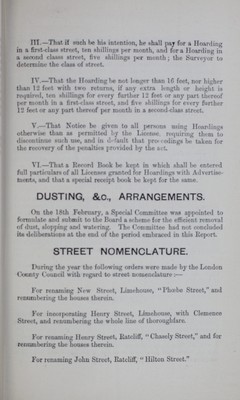 III.—That if such be his intention, he shall pay for a Hoarding
in a first-class street, ten shillings per month, and for a Hoarding in
a second class street, five shillings per month; the Surveyor to
determine the class of street.
IV.—That the Hoarding be not longer than 16 feet, nor higher
than 12 feet with two returns, if any extra length or height is
required, ten shillings for every further 12 feet or any part thereof
per month in a first-class street, and five shillings for every further
12 feet or any part thereof per month in a second-class street.
V.—That Notice be given to all persons using Hoardings
otherwise than as permitted by the License, requiring them to
discontinue such use, and in default that proceedings be taken for
the recovery of the penalties provided by the act.
VI.—That a Record Book be kept in which shall be entered
full particulars of all Licenses granted for Hoardings with Advertise-
ments, and that a special receipt book be kept for the same.
DUSTING, &c., ARRANGEMENTS.
On the 18th February, a Special Committee was appointed to
formulate and submit to the Board a scheme for the efficient removal
of dust, slopping and watering. The Committee had not concluded
its deliberations at the end of the period embraced in this Report.
STREET NOMENCLATURE.
During the year the following orders were made by the London
County Council with regard to street nomenclature :—
For renaming New Street, Limehouse, "Phœbe Street," and
renumbering the houses therein.
For incorporating Henry Street, Limehouse, with Clemence
Street, and renumbering the whole line of thoroughfare.
For renaming Henry Street, Ratcliff, "Chasely Street," and for
renumbering the houses therein.
For renaming John Street, Ratcliff, "Hilton Street."